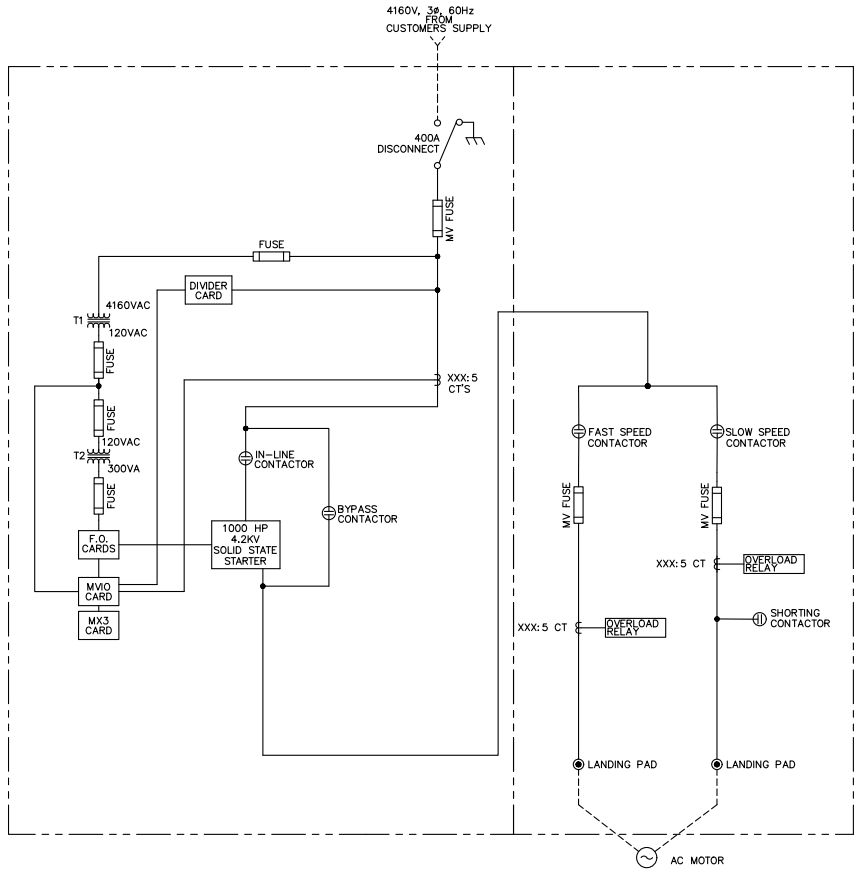 4160V, 3ø, 60Hz
FROM
CUSTOMERS SUPPLY
400A
DISCONNECT
MV FUSE
FUSE
DIVIDER
CARD
4160VAC
T1
120VAC
FUSE
XXX:5
CT'S
FUSE
120VAC
T2
300VA
FUSE
IN-LINE
CONTACTOR
BYPASS
CONTACTOR
1000 HP
4.2KV
SOLID STATE
STARTER
F.O.
CARDS
MVIO
CARD
MX3
CARD
FAST SPEED
CONTACTOR
SLOW SPEED
CONTACTOR
MV FUSE
MV FUSE
XXX:5 CT
OVERLOAD
RELAY
XXX:5 CT
OVERLOAD
RELAY
SHORTING
CONTACTOR
LANDING PAD
LANDING PAD
AC MOTOR